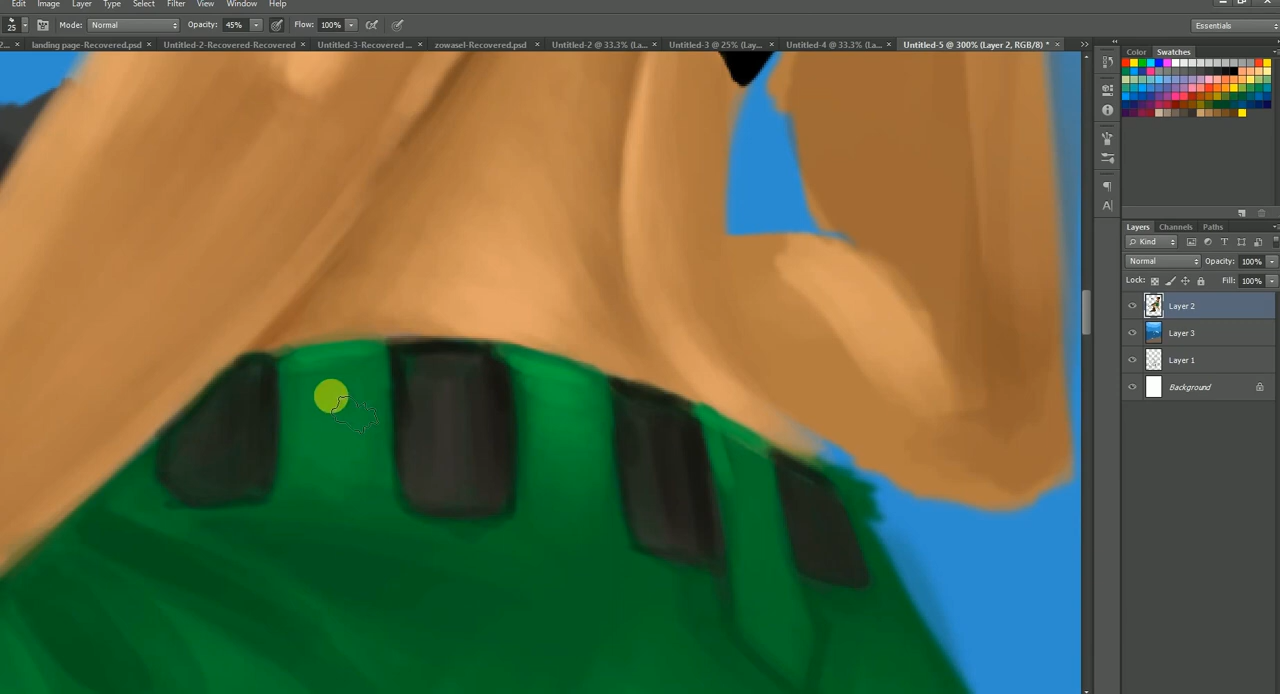 Edit Image Layer Type Select Filter View Window Help
25 Mode: Normal Opacity: 45% Flow: 100% Essentials
2... × landing page-Recovered.psd × Untitled-2-Recovered-Recovered × Untitled-3-Recovered ... × zowasel-Recovered.psd × Untitled-2 @ 33.3% (La... × Untitled-3 @ 25% (Lay... × Untitled-4 @ 33.3% (La... × Untitled-5 @ 300% (Layer 2, RGB/8) * ×
Color Swatches
Layers Channels Paths
Kind
Normal Opacity: 100%
Lock: Fill: 100%
Layer 2
Layer 3
Layer 1
Background